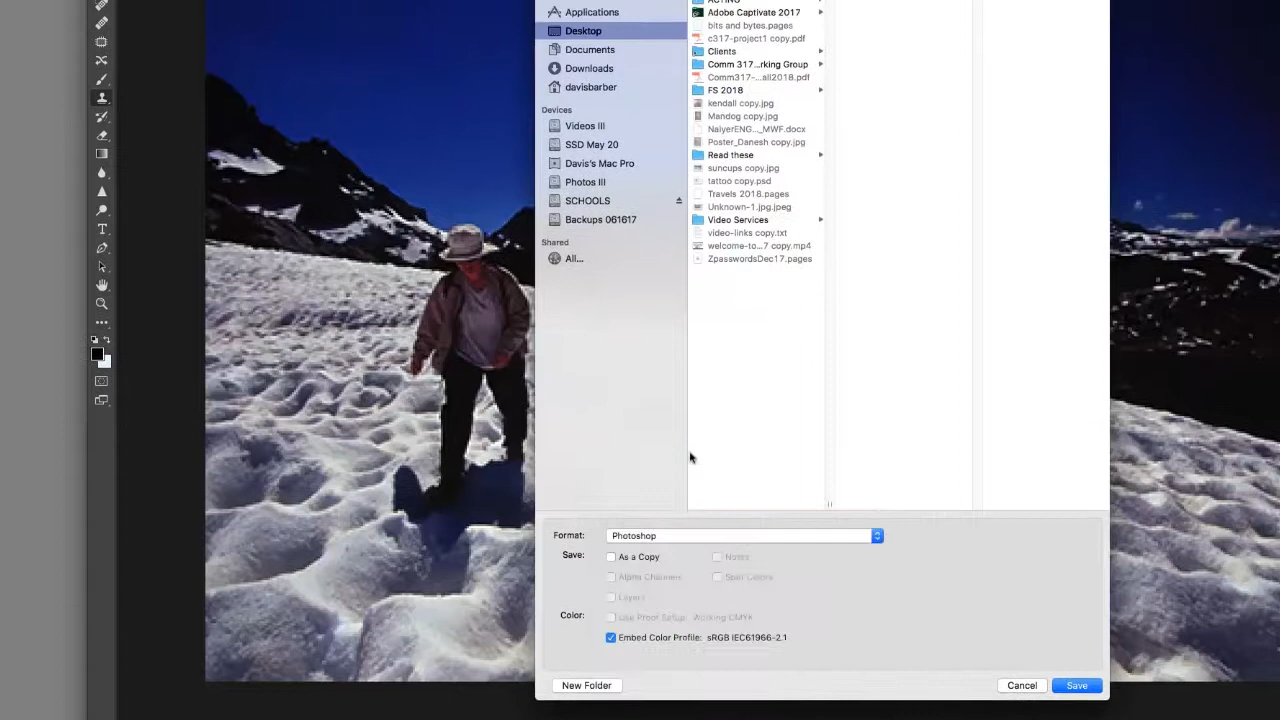 Applications
Desktop
Documents
Downloads
davisbarber
Devices
Videos III
SSD May 20
Davis's Mac Pro
Photos III
SCHOOLS
Backups 061617
Shared
All...
ACTING
Adobe Captivate 2017
bits and bytes.pages
c317-project1 copy.pdf
Clients
Comm 317...rking Group
Comm317-...all2018.pdf
FS 2018
kendall copy.jpg
Mandog copy.jpg
NaiyerENG..._MWF.docx
Poster_Danesh copy.jpg
Read these
suncups copy.jpg
tattoo copy.psd
Travels 2018.pages
Unknown-1.jpg.jpeg
Video Services
video-links copy.txt
welcome-to...7 copy.mp4
ZpasswordsDec17.pages
Format: Photoshop
Save: As a Copy Notes
Alpha Channels Spot Colors
Layers
Color: Use Proof Setup: Working CMYK
Embed Color Profile: sRGB IEC61966-2.1
New Folder Cancel Save